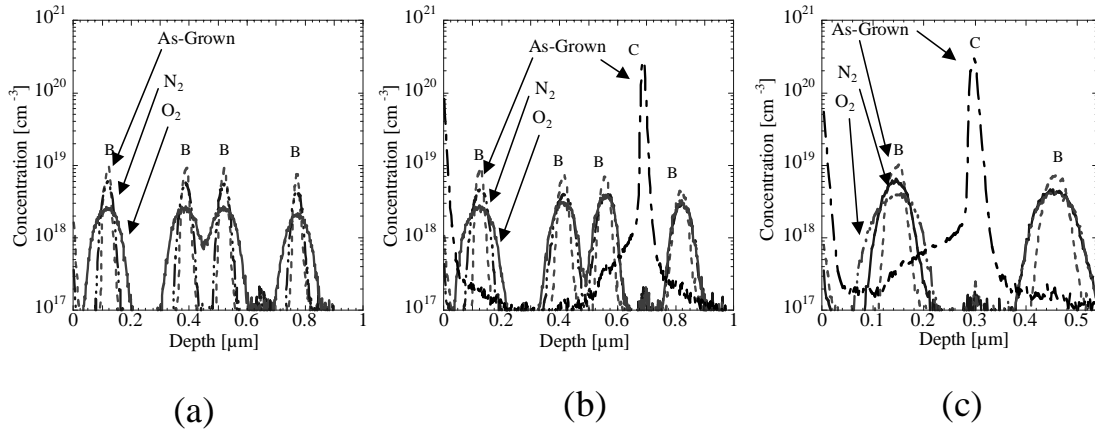 10²¹
10²⁰
10¹⁹
10¹⁸
10¹⁷
Concentration [cm⁻³]
As-Grown
N₂
O₂
B
B
B
B
0
0.2
0.4
0.6
0.8
1
Depth [µm]
(a)
10²¹
10²⁰
10¹⁹
10¹⁸
10¹⁷
Concentration [cm⁻³]
As-Grown
C
N₂
O₂
B
B
B
B
0
0.2
0.4
0.6
0.8
1
Depth [µm]
(b)
10²¹
10²⁰
10¹⁹
10¹⁸
10¹⁷
Concentration [cm⁻³]
As-Grown
C
N₂
O₂
B
B
0
0.1
0.2
0.3
0.4
0.5
Depth [µm]
(c)